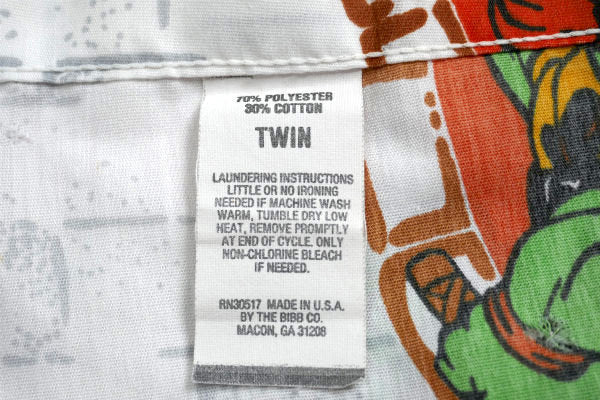 70% POLYESTER
30% COTTON
TWIN
LAUNDERING INSTRUCTIONS
LITTLE OR NO IRONING
NEEDED IF MACHINE WASH
WARM, TUMBLE DRY LOW
HEAT, REMOVE PROMPTLY
AT END OF CYCLE. ONLY
NON-CHLORINE BLEACH
IF NEEDED.
RN30517 MADE IN U.S.A.
BY THE BIBB CO.
MACON, GA 31208